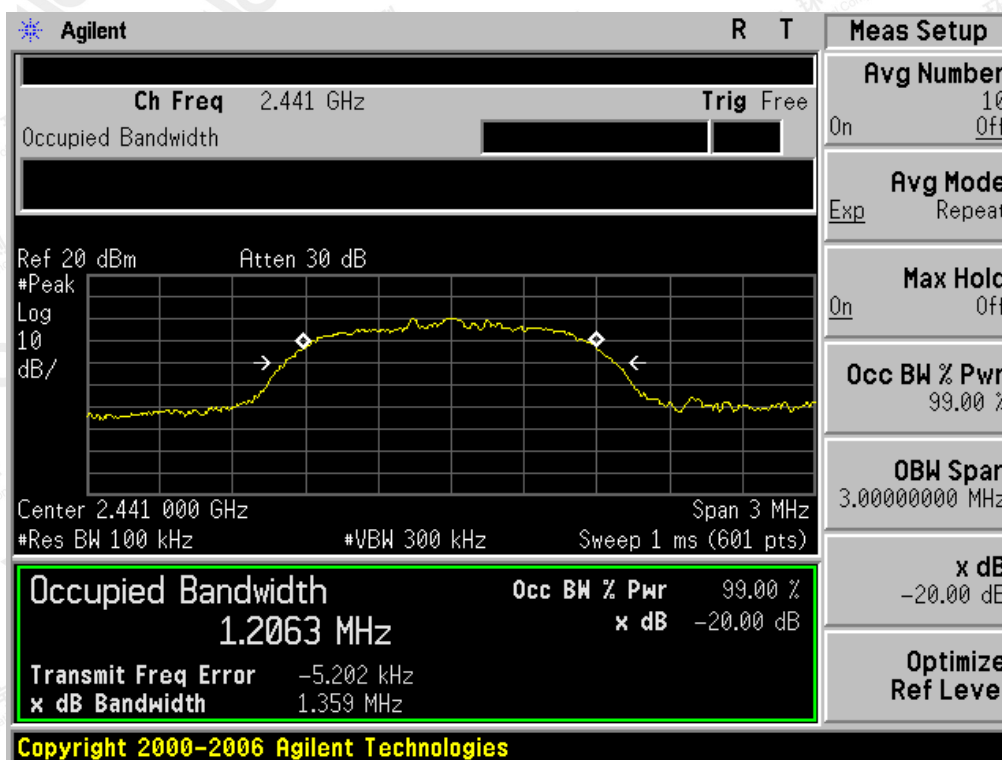 Agilent R T Meas Setup
Ch Freq 2.441 GHz Trig Free
Occupied Bandwidth
Ref 20 dBm Atten 30 dB
#Peak
Log
10
dB/
Center 2.441 000 GHz Span 3 MHz
#Res BW 100 kHz #VBW 300 kHz Sweep 1 ms (601 pts)
Occupied Bandwidth Occ BW % Pwr 99.00 %
1.2063 MHz x dB -20.00 dB
Transmit Freq Error -5.202 kHz
x dB Bandwidth 1.359 MHz
Copyright 2000-2006 Agilent Technologies
Avg Number
10
On Off
Avg Mode
Exp Repeat
Max Hold
On Off
Occ BW % Pwr
99.00 %
OBW Span
3.00000000 MHz
x dB
-20.00 dB
Optimize
Ref Level